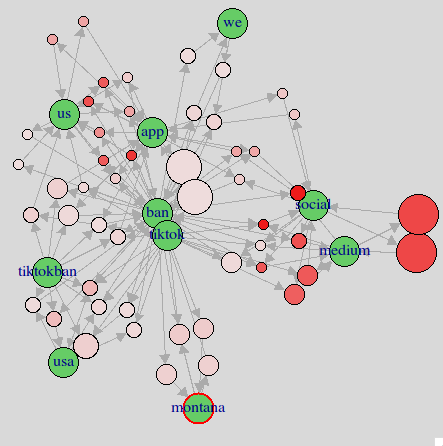 we
us
app
social
ban
tiktok
medium
tiktokban
usa
montana